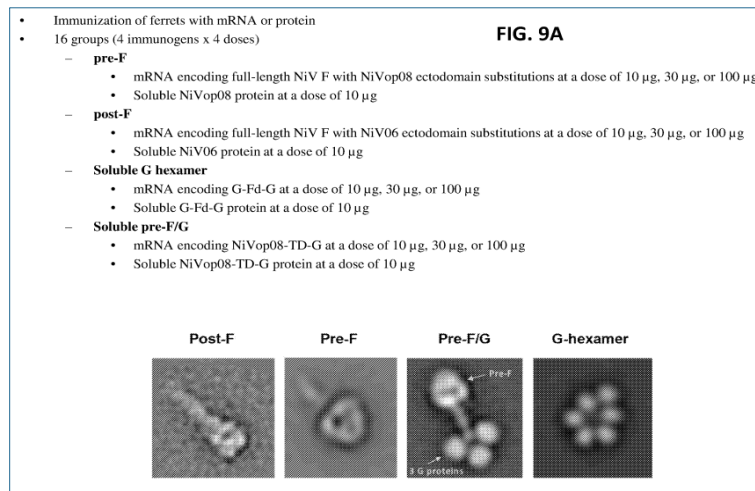 • Immunization of ferrets with mRNA or protein
• 16 groups (4 immunogens x 4 doses)
FIG. 9A
– pre-F
• mRNA encoding full-length NiV F with NiVop08 ectodomain substitutions at a dose of 10 µg, 30 µg, or 100 µg
• Soluble NiVop08 protein at a dose of 10 µg
– post-F
• mRNA encoding full-length NiV F with NiV06 ectodomain substitutions at a dose of 10 µg, 30 µg, or 100 µg
• Soluble NiV06 protein at a dose of 10 µg
– Soluble G hexamer
• mRNA encoding G-Fd-G at a dose of 10 µg, 30 µg, or 100 µg
• Soluble G-Fd-G protein at a dose of 10 µg
– Soluble pre-F/G
• mRNA encoding NiVop08-TD-G at a dose of 10 µg, 30 µg, or 100 µg
• Soluble NiVop08-TD-G protein at a dose of 10 µg
Post-F Pre-F Pre-F/G G-hexamer
Pre-F
3 G proteins